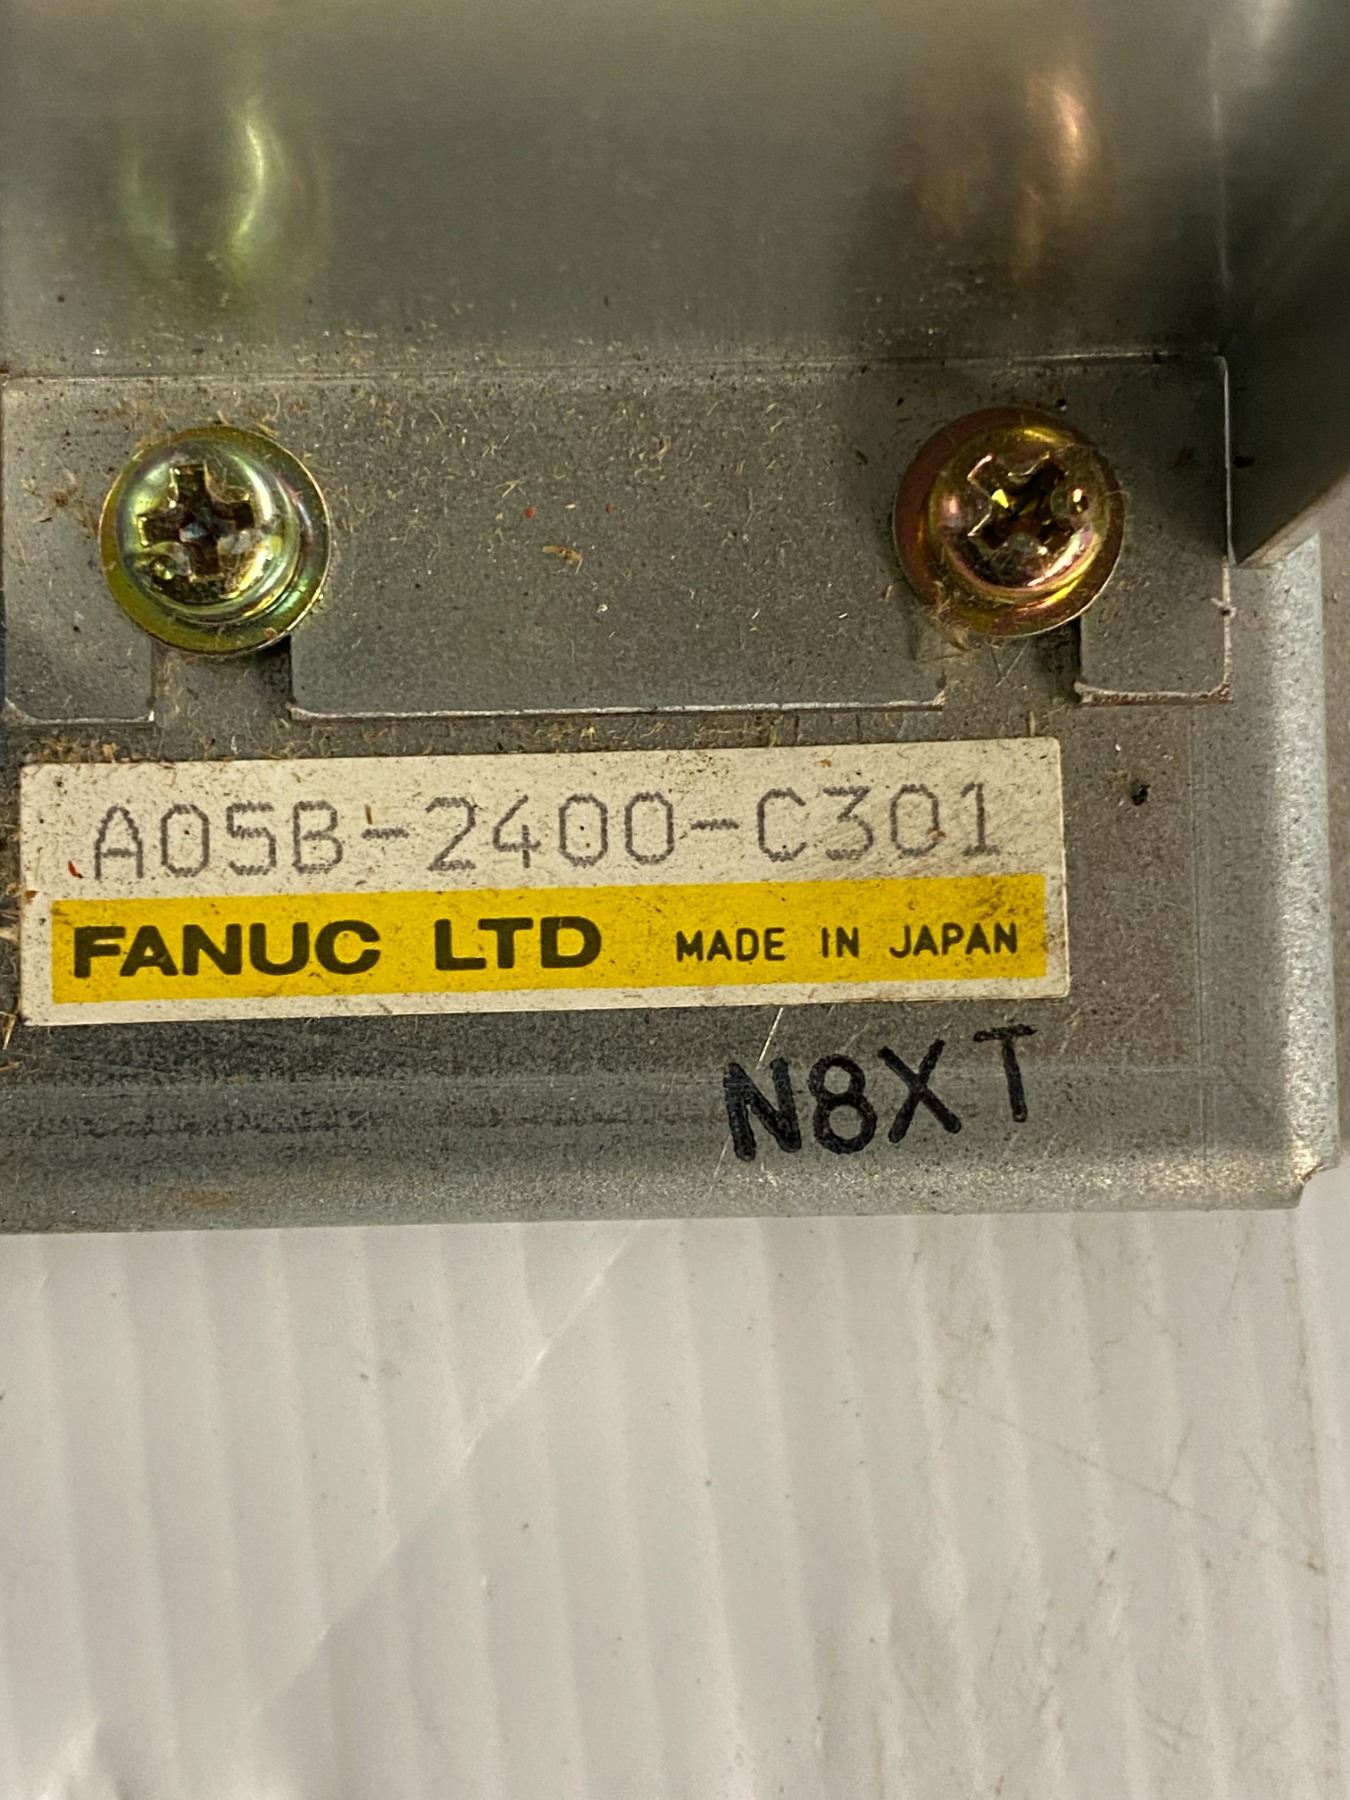 A05B-2400-C301
FANUC LTD MADE IN JAPAN
N8XT